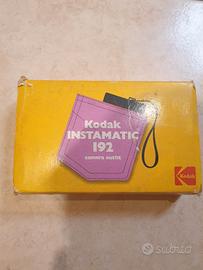 Kodak
INSTAMATIC
192
camera outfit
Kodak
subito